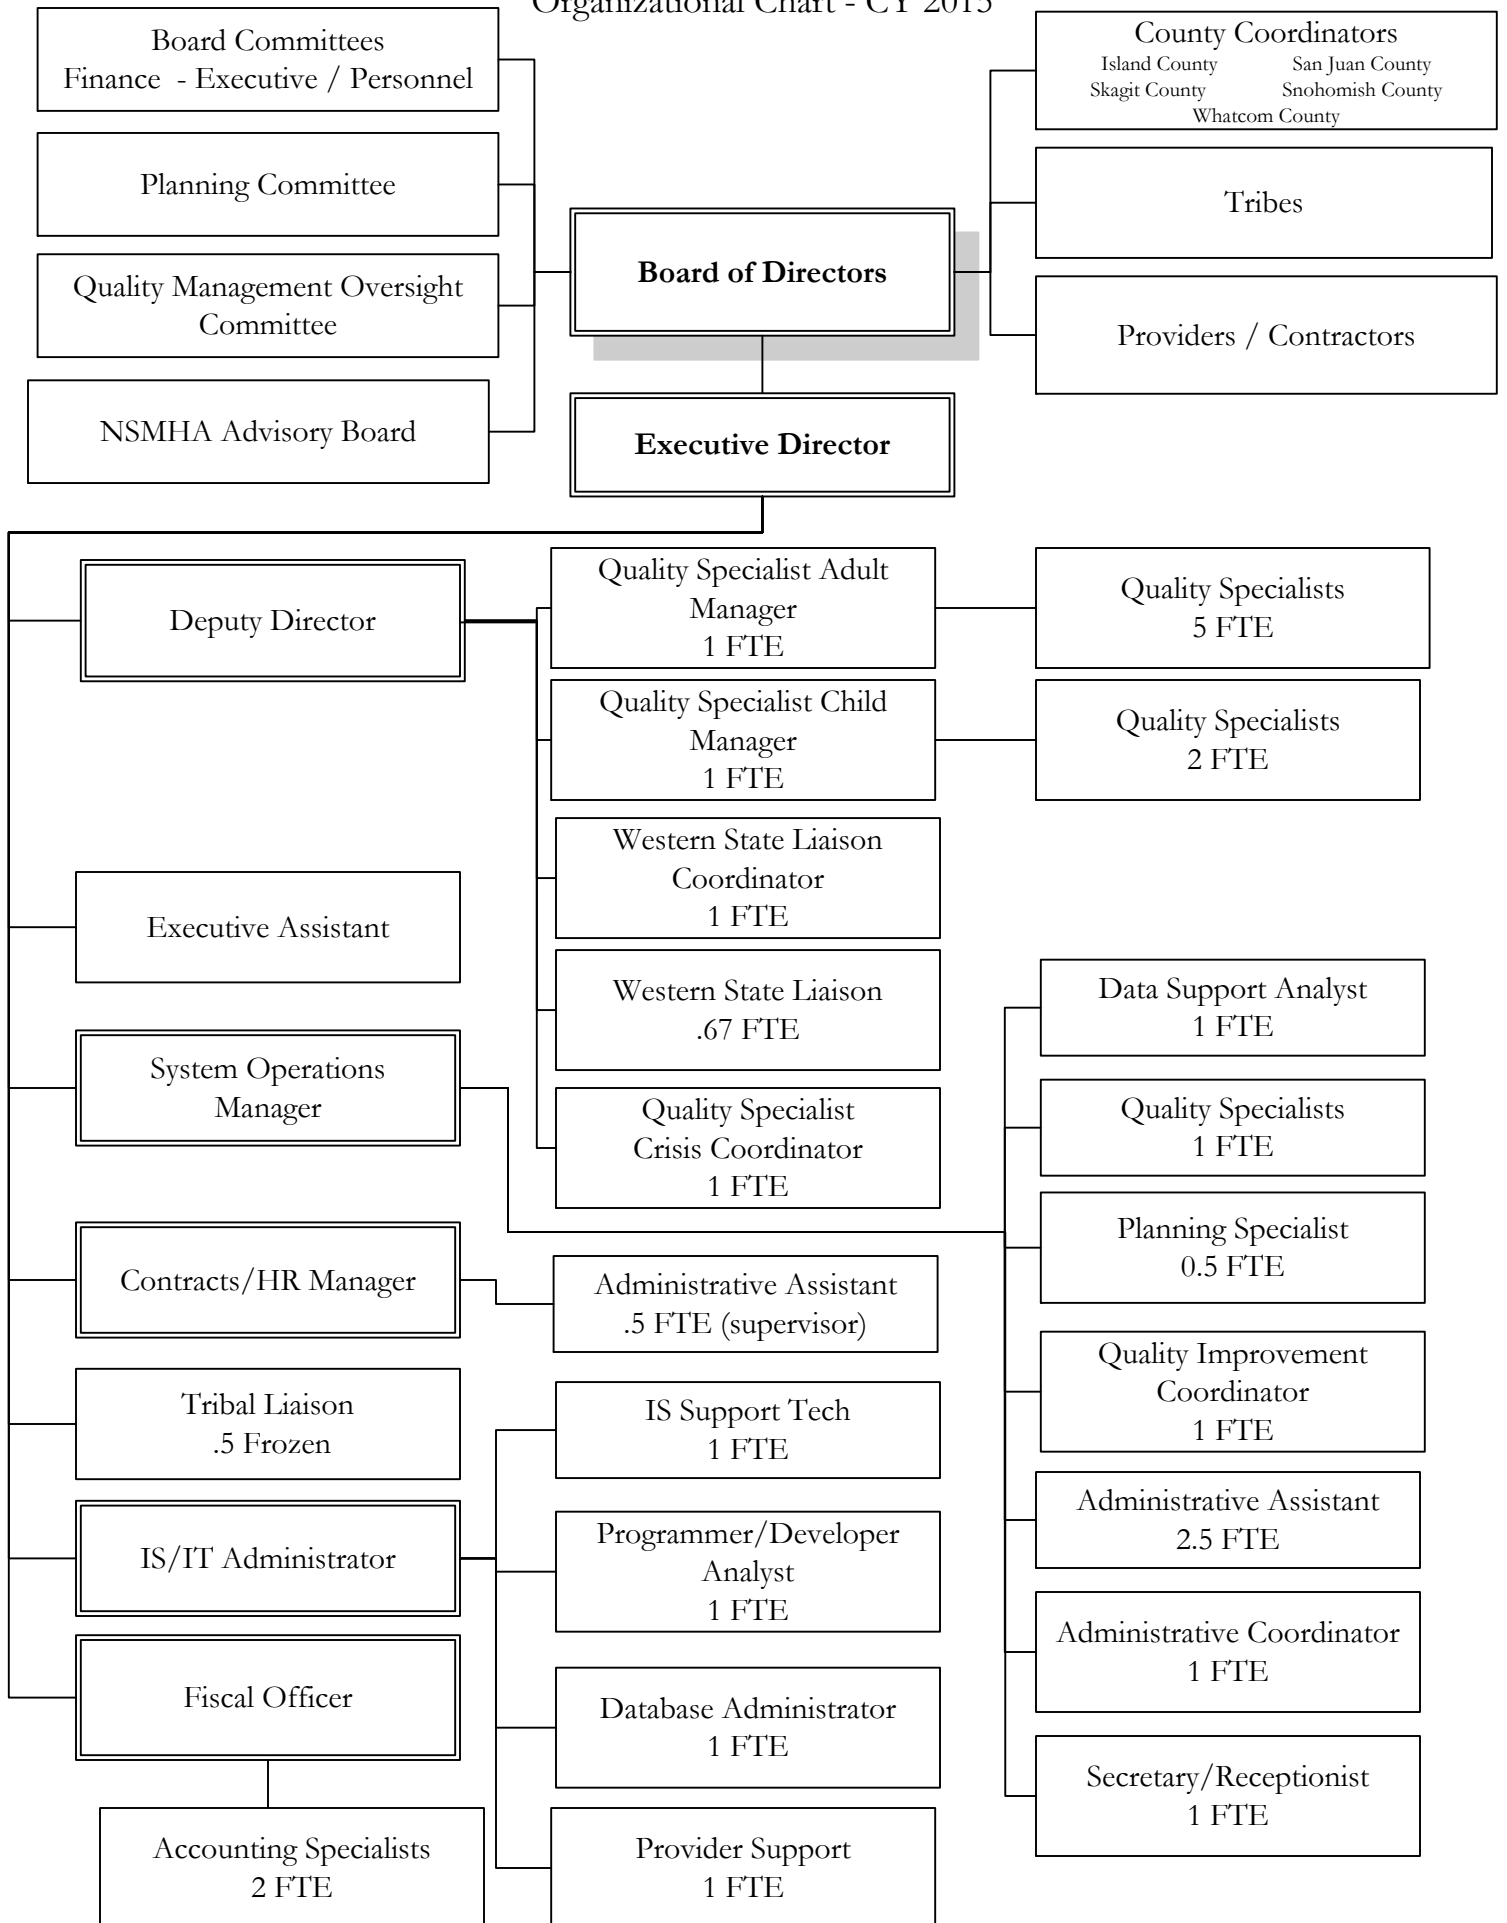 Organizational Chart - CY 2015
Board Committees
Finance - Executive / Personnel
Planning Committee
Quality Management Oversight
Committee
NSMHA Advisory Board
Board of Directors
Executive Director
County Coordinators
Island County San Juan County
Skagit County Snohomish County
Whatcom County
Tribes
Providers / Contractors
Deputy Director
Quality Specialist Adult
Manager
1 FTE
Quality Specialists
5 FTE
Quality Specialist Child
Manager
1 FTE
Quality Specialists
2 FTE
Western State Liaison
Coordinator
1 FTE
Western State Liaison
.67 FTE
Quality Specialist
Crisis Coordinator
1 FTE
Executive Assistant
System Operations
Manager
Data Support Analyst
1 FTE
Quality Specialists
1 FTE
Planning Specialist
0.5 FTE
Quality Improvement
Coordinator
1 FTE
Administrative Assistant
2.5 FTE
Administrative Coordinator
1 FTE
Secretary/Receptionist
1 FTE
Contracts/HR Manager
Administrative Assistant
.5 FTE (supervisor)
Tribal Liaison
.5 Frozen
IS/IT Administrator
IS Support Tech
1 FTE
Programmer/Developer
Analyst
1 FTE
Database Administrator
1 FTE
Provider Support
1 FTE
Fiscal Officer
Accounting Specialists
2 FTE